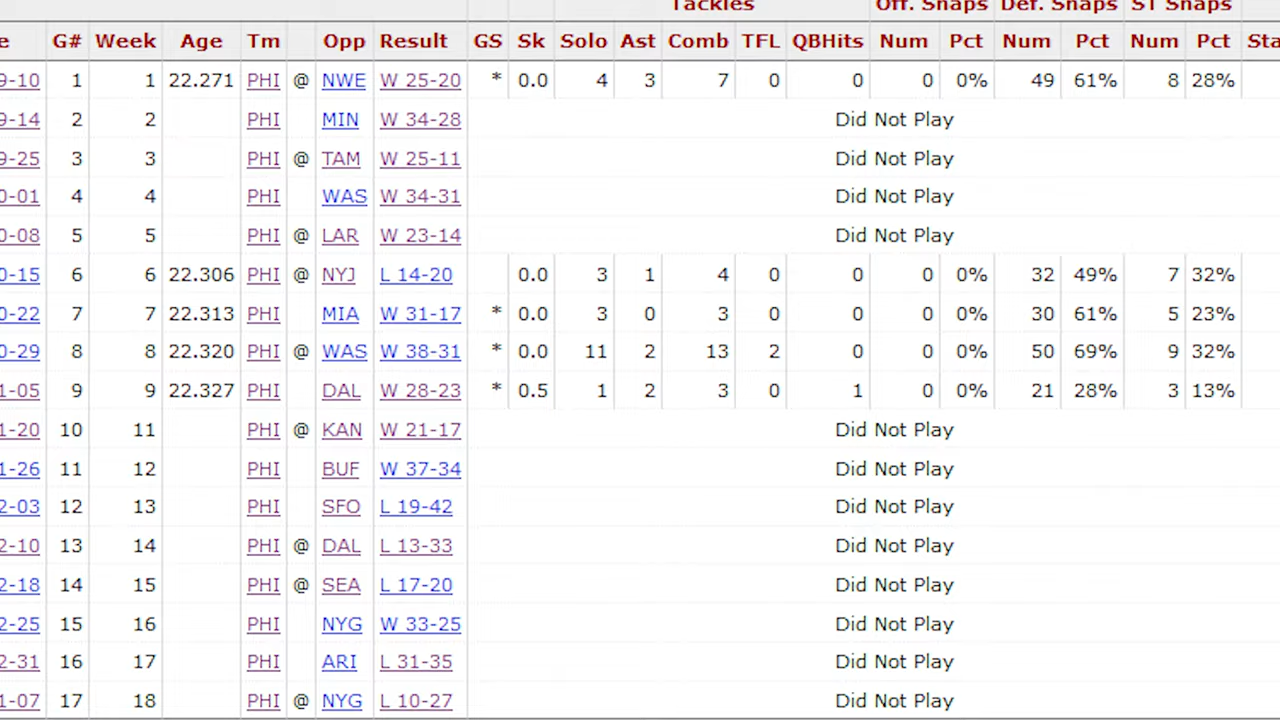 Tackles Off. Snaps Def. Snaps ST Snaps
e G# Week Age Tm Opp Result GS Sk Solo Ast Comb TFL QBHits Num Pct Num Pct Num Pct Sta
9-10 1 1 22.271 PHI @ NWE W 25-20 * 0.0 4 3 7 0 0 0 0% 49 61% 8 28%
9-14 2 2 PHI MIN W 34-28 Did Not Play
9-25 3 3 PHI @ TAM W 25-11 Did Not Play
0-01 4 4 PHI WAS W 34-31 Did Not Play
0-08 5 5 PHI @ LAR W 23-14 Did Not Play
0-15 6 6 22.306 PHI @ NYJ L 14-20 0.0 3 1 4 0 0 0 0% 32 49% 7 32%
0-22 7 7 22.313 PHI MIA W 31-17 * 0.0 3 0 3 0 0 0 0% 30 61% 5 23%
0-29 8 8 22.320 PHI @ WAS W 38-31 * 0.0 11 2 13 2 0 0 0% 50 69% 9 32%
1-05 9 9 22.327 PHI DAL W 28-23 * 0.5 1 2 3 0 1 0 0% 21 28% 3 13%
1-20 10 11 PHI @ KAN W 21-17 Did Not Play
1-26 11 12 PHI BUF W 37-34 Did Not Play
2-03 12 13 PHI SFO L 19-42 Did Not Play
2-10 13 14 PHI @ DAL L 13-33 Did Not Play
2-18 14 15 PHI @ SEA L 17-20 Did Not Play
2-25 15 16 PHI NYG W 33-25 Did Not Play
2-31 16 17 PHI ARI L 31-35 Did Not Play
1-07 17 18 PHI @ NYG L 10-27 Did Not Play